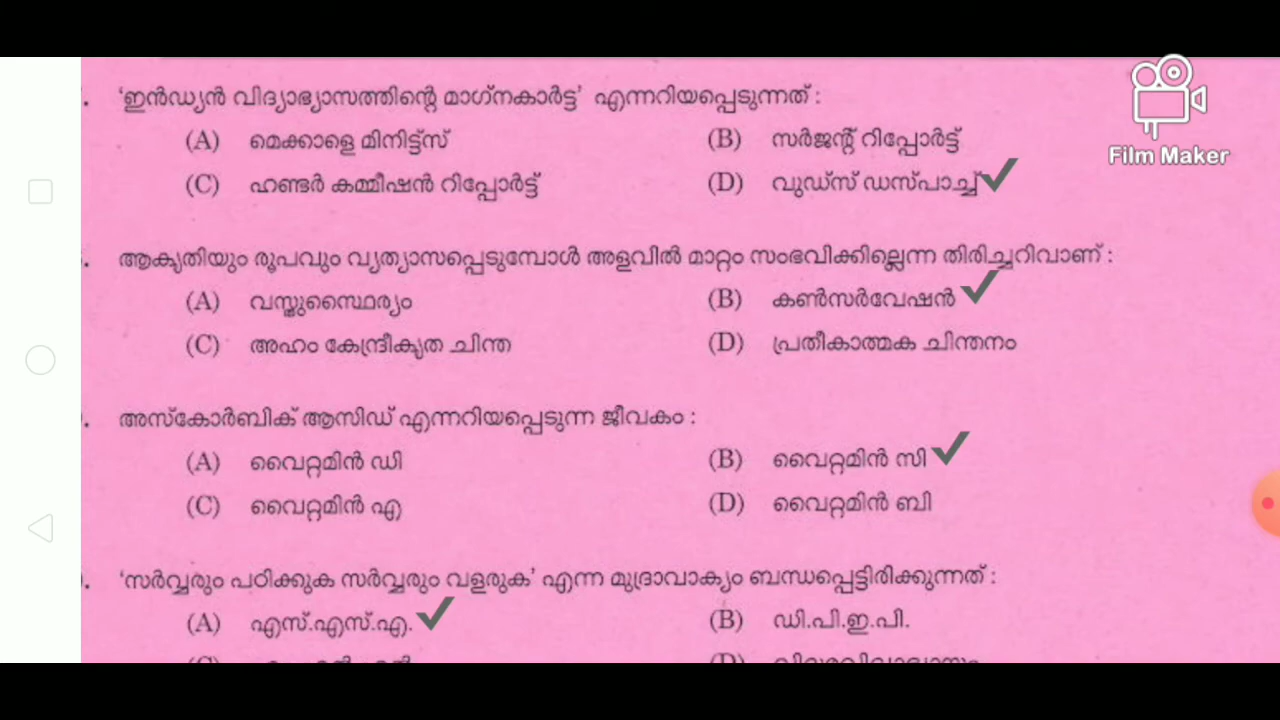 'ഇൻഡ്യൻ വിദ്യാഭ്യാസത്തിന്റെ മാഗ്നകാർട്ട' എന്നറിയപ്പെടുന്നത് :
(A) മെക്കാളെ മിനിട്ട്സ് (B) സർജന്റ് റിപ്പോർട്ട്
(C) ഹണ്ടർ കമ്മീഷൻ റിപ്പോർട്ട് (D) വുഡ്സ് ഡസ്പാച്ച് ✓
ആകൃതിയും രൂപവും വ്യത്യാസപ്പെടുമ്പോൾ അളവിൽ മാറ്റം സംഭവിക്കില്ലെന്ന തിരിച്ചറിവാണ് :
(A) വസ്തുസ്ഥൈര്യം (B) കൺസർവേഷൻ ✓
(C) അഹം കേന്ദ്രീകൃത ചിന്ത (D) പ്രതീകാത്മക ചിന്തനം
അസ്കോർബിക് ആസിഡ് എന്നറിയപ്പെടുന്ന ജീവകം :
(A) വൈറ്റമിൻ ഡി (B) വൈറ്റമിൻ സി ✓
(C) വൈറ്റമിൻ എ (D) വൈറ്റമിൻ ബി
'സർവ്വരും പഠിക്കുക സർവ്വരും വളരുക' എന്ന മുദ്രാവാക്യം ബന്ധപ്പെട്ടിരിക്കുന്നത് :
(A) എസ്.എസ്.എ. ✓ (B) ഡി.പി.ഇ.പി.
Film Maker